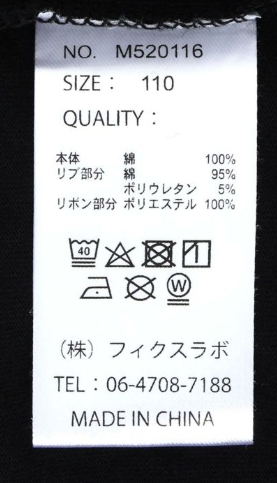 NO. M520116
SIZE： 110
QUALITY：
本体 綿 100%
リブ部分 綿 95%
ポリウレタン 5%
リボン部分 ポリエステル 100%
40
W
（株）フィクスラボ
TEL：06-4708-7188
MADE IN CHINA